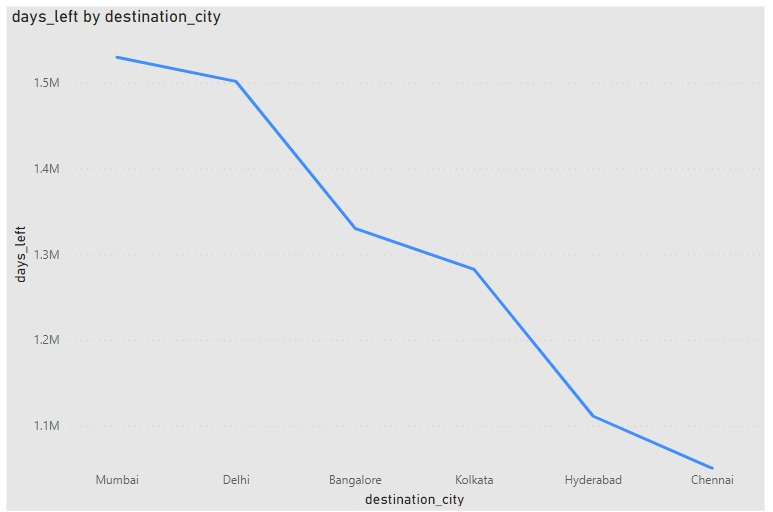 days_left by destination_city
1.5M
1.4M
1.3M
1.2M
1.1M
days_left
Mumbai Delhi Bangalore Kolkata Hyderabad Chennai
destination_city